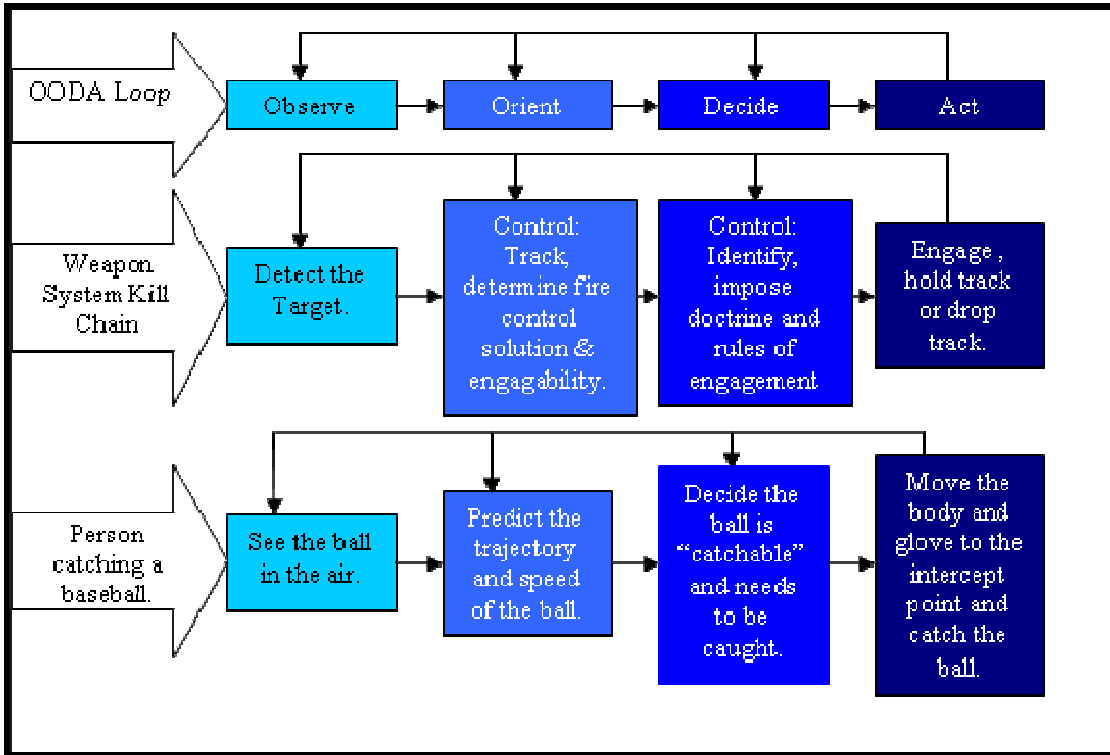 OODA Loop
Observe
Orient
Decide
Act
Weapon
System Kill
Chain
Detect the
Target.
Control:
Track,
determine fire
control
solution &
engagability.
Control:
Identify,
impose
doctrine and
rules of
engagement
Engage ,
hold track
or drop
track.
Person
catching a
baseball.
See the ball
in the air.
Predict the
trajectory
and speed
of the ball.
Decide the
ball is
“catchable”
and needs
to be
caught.
Move the
body and
glove to the
intercept
point and
catch the
ball.